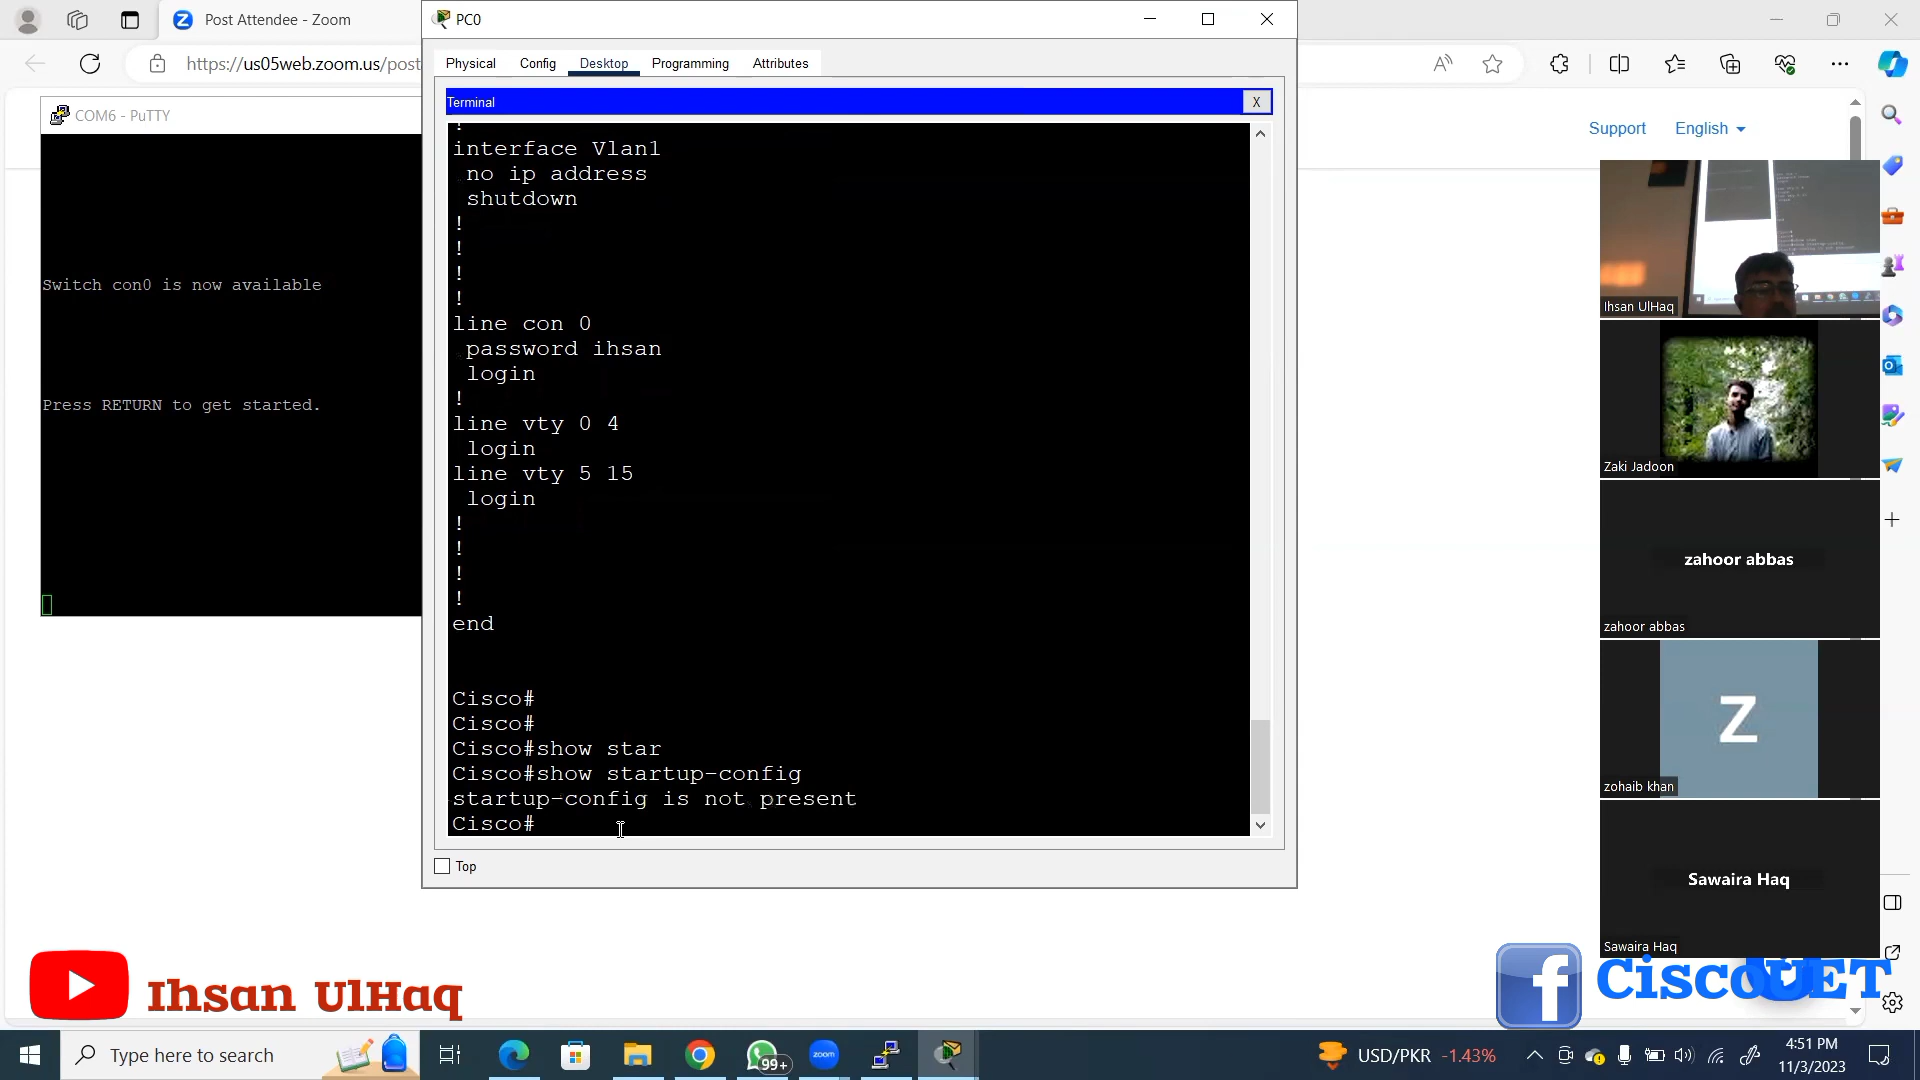 Post Attendee - Zoom
https://us05web.zoom.us/post
Support
English
COM6 - PuTTY
Switch con0 is now available
Press RETURN to get started.
PC0
Physical
Config
Desktop
Programming
Attributes
Terminal
X
!
interface Vlan1
no ip address
shutdown
!
!
!
!
line con 0
password ihsan
login
!
line vty 0 4
login
line vty 5 15
login
!
!
!
!
end
Cisco#
Cisco#
Cisco#show star
Cisco#show startup-config
startup-config is not present
Cisco#
Top
Ihsan UlHaq
Zaki Jadoon
zahoor abbas
zahoor abbas
Z
zohaib khan
Sawaira Haq
Sawaira Haq
Ihsan UlHaq
f
CiscoUET
Type here to search
99+
zoom
USD/PKR -1.43%
4:51 PM
11/3/2023